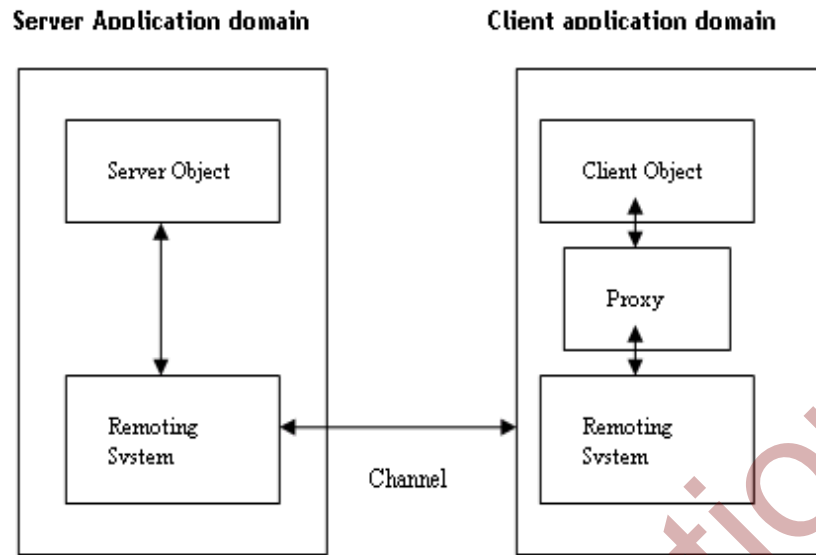 Server Application domain
Client application domain
Server Object
Client Object
Proxy
Remoting
System
Remoting
System
Channel